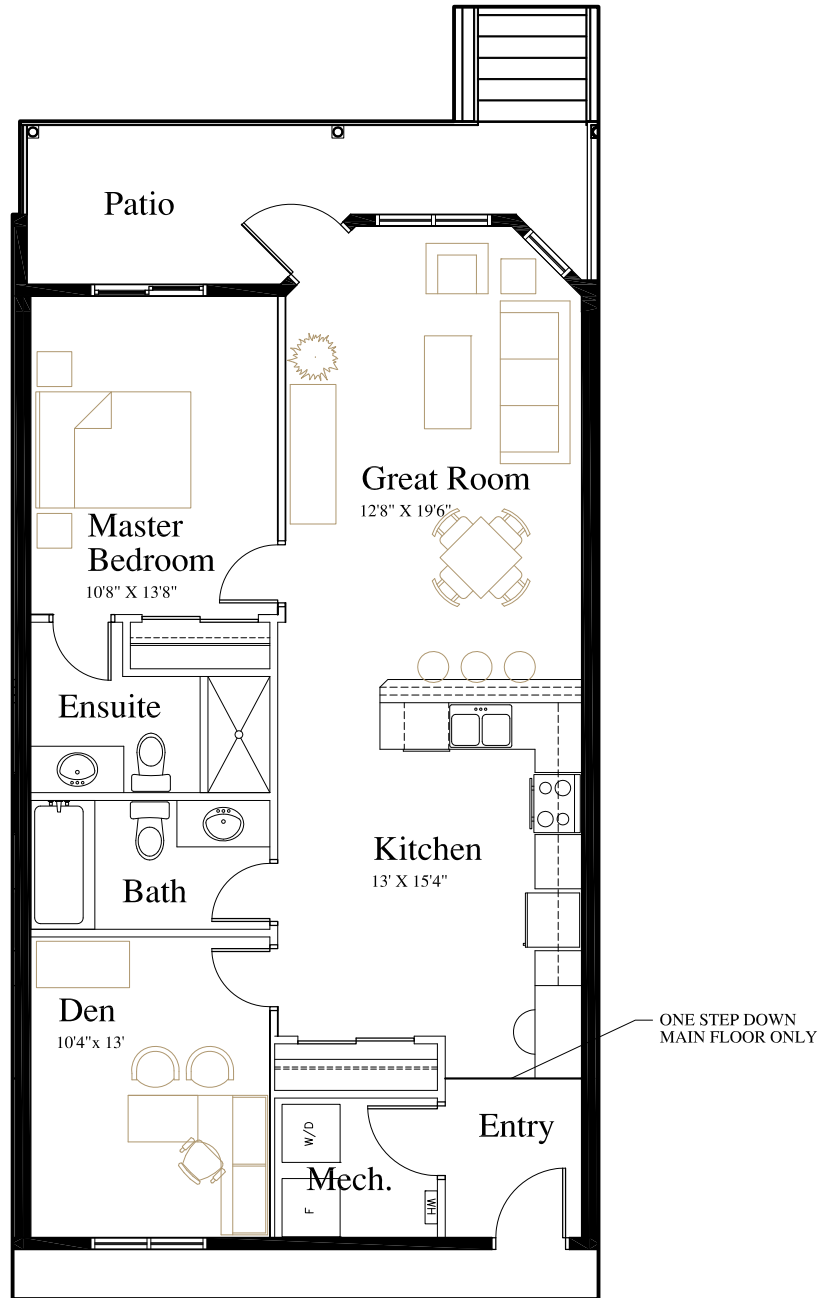 Patio
Great Room
12'8" X 19'6"
Master
Bedroom
10'8" X 13'8"
Ensuite
Kitchen
13' X 15'4"
Bath
Den
10'4"x 13'
ONE STEP DOWN
MAIN FLOOR ONLY
Entry
W/D
Mech.
F
WH